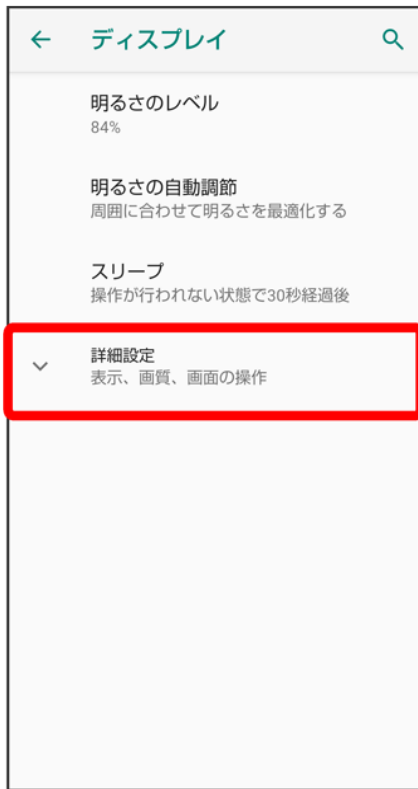 ディスプレイ
明るさのレベル
84%
明るさの自動調節
周囲に合わせて明るさを最適化する
スリープ
操作が行われない状態で30秒経過後
詳細設定
表示、画質、画面の操作